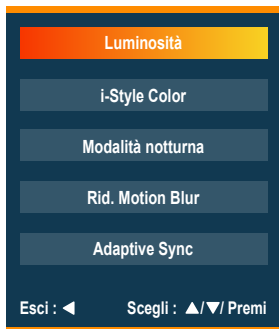 Luminosità
i-Style Color
Modalità notturna
Rid. Motion Blur
Adaptive Sync
Esci : ◀ Scegli : ▲/▼/ Premi